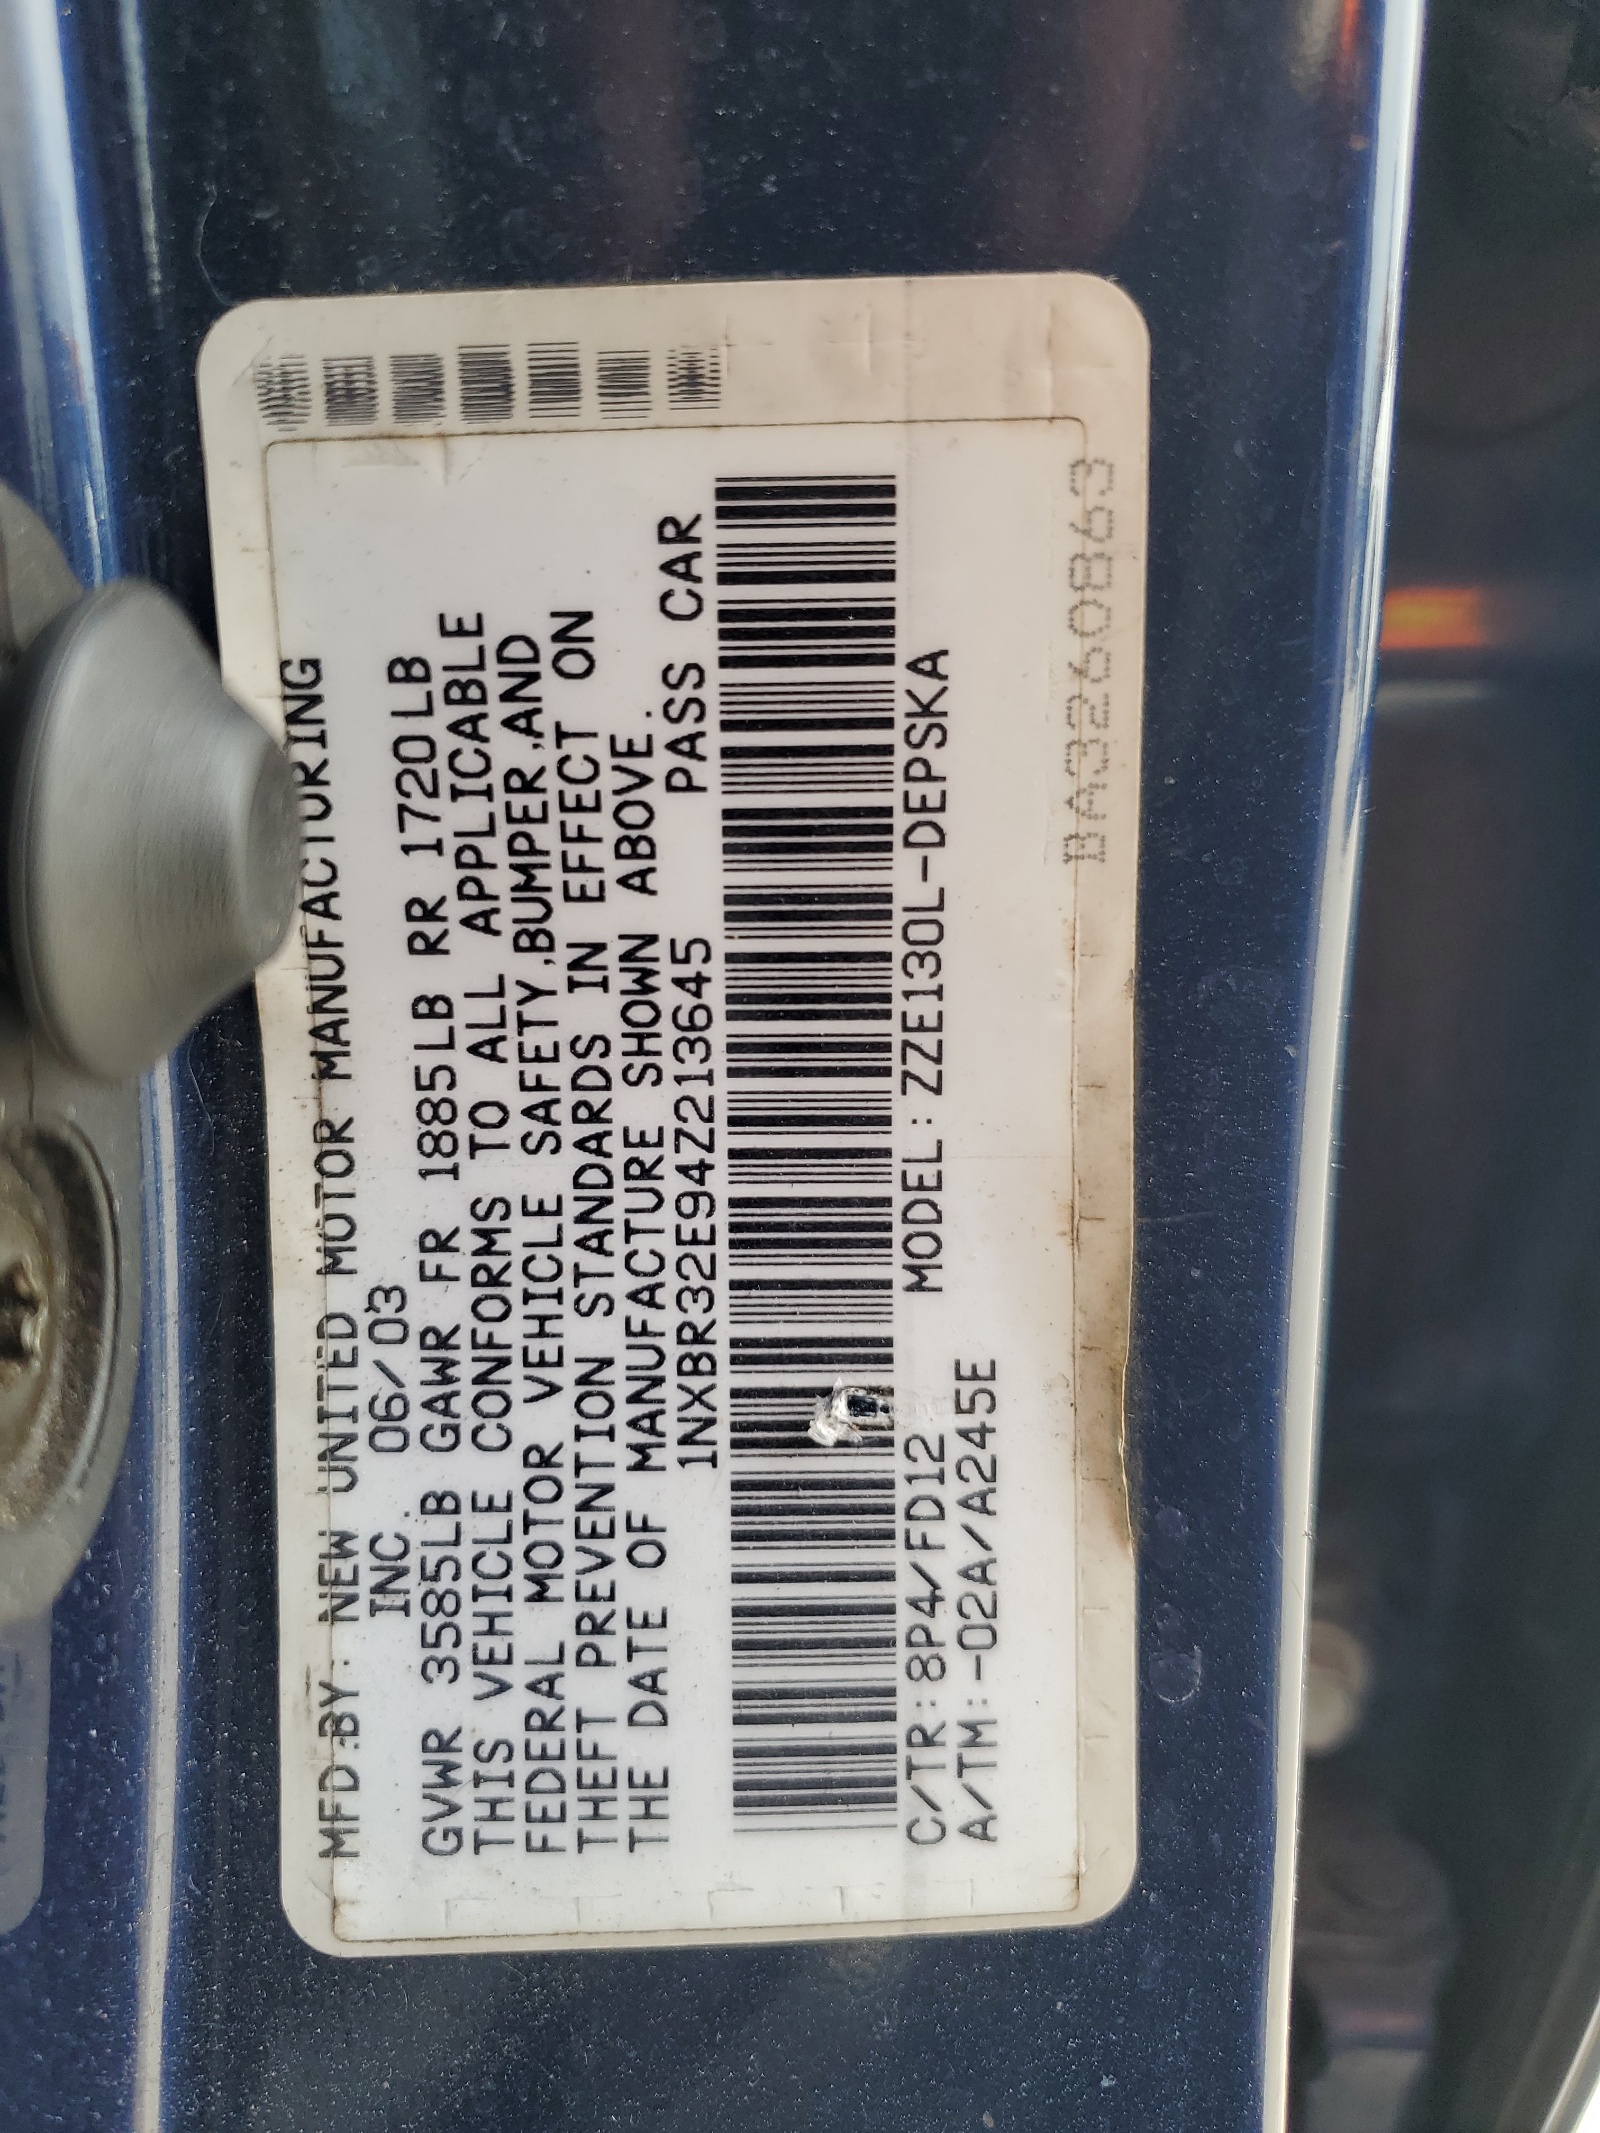 MFD.BY: NEW UNITED MOTOR MANUFACTURING
INC. 06/03
GVWR 3585LB GAWR FR 1885LB RR 1720LB
THIS VEHICLE CONFORMS TO ALL APPLICABLE
FEDERAL MOTOR VEHICLE SAFETY,BUMPER,AND
THEFT PREVENTION STANDARDS IN EFFECT ON
THE DATE OF MANUFACTURE SHOWN ABOVE.
1NXBR32E94Z213645 PASS CAR
C/TR:8P4/FD12 MODEL:ZZE130L-DEPSKA
A/TM:-02A/A245E